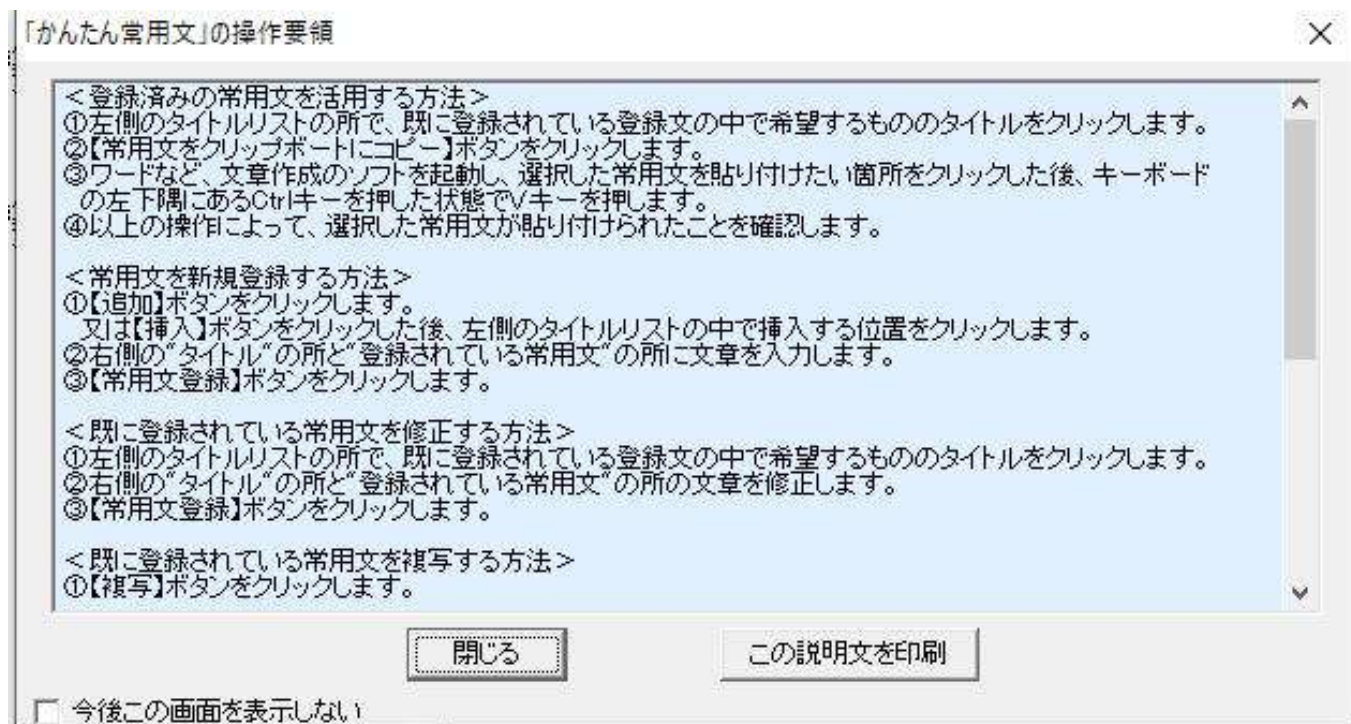 「かんたん常用文」の操作要領
＜登録済みの常用文を活用する方法＞
①左側のタイトルリストの所で、既に登録されている登録文の中で希望するもののタイトルをクリックします。
②【常用文をクリップボートにコピー】ボタンをクリックします。
③ワードなど、文章作成のソフトを起動し、選択した常用文を貼り付けたい箇所をクリックした後、キーボード
の左下隅にあるCtrlキーを押した状態でVキーを押します。
④以上の操作によって、選択した常用文が貼り付けられたことを確認します。
＜常用文を新規登録する方法＞
①【追加】ボタンをクリックします。
又は【挿入】ボタンをクリックした後、左側のタイトルリストの中で挿入する位置をクリックします。
②右側の"タイトル"の所と"登録されている常用文"の所に文章を入力します。
③【常用文登録】ボタンをクリックします。
＜既に登録されている常用文を修正する方法＞
①左側のタイトルリストの所で、既に登録されている登録文の中で希望するもののタイトルをクリックします。
②右側の"タイトル"の所と"登録されている常用文"の所の文章を修正します。
③【常用文登録】ボタンをクリックします。
＜既に登録されている常用文を複写する方法＞
①【複写】ボタンをクリックします。
閉じる
この説明文を印刷
今後この画面を表示しない